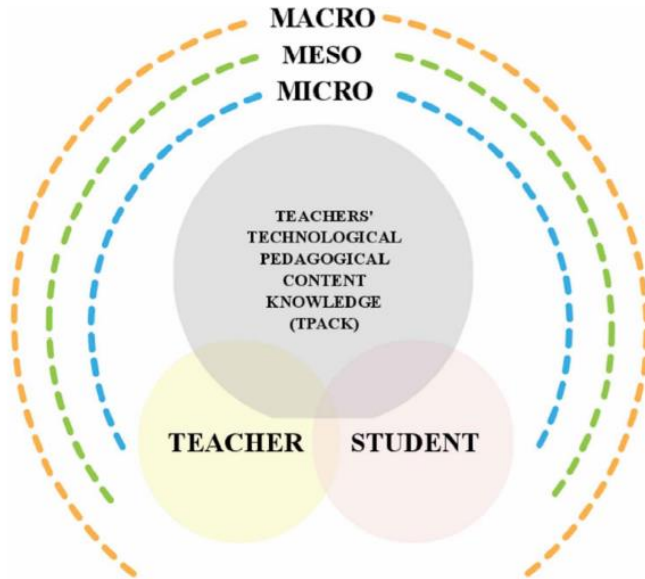 MACRO
MESO
MICRO
TEACHERS'
TECHNOLOGICAL
PEDAGOGICAL
CONTENT
KNOWLEDGE
(TPACK)
TEACHER STUDENT